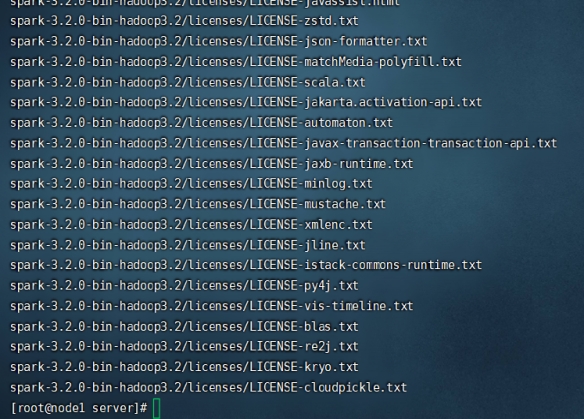 spark-3.2.0-bin-hadoop3.2/licenses/LICENSE-javassist.html
spark-3.2.0-bin-hadoop3.2/licenses/LICENSE-zstd.txt
spark-3.2.0-bin-hadoop3.2/licenses/LICENSE-json-formatter.txt
spark-3.2.0-bin-hadoop3.2/licenses/LICENSE-matchMedia-polyfill.txt
spark-3.2.0-bin-hadoop3.2/licenses/LICENSE-scala.txt
spark-3.2.0-bin-hadoop3.2/licenses/LICENSE-jakarta.activation-api.txt
spark-3.2.0-bin-hadoop3.2/licenses/LICENSE-automaton.txt
spark-3.2.0-bin-hadoop3.2/licenses/LICENSE-javax-transaction-transaction-api.txt
spark-3.2.0-bin-hadoop3.2/licenses/LICENSE-jaxb-runtime.txt
spark-3.2.0-bin-hadoop3.2/licenses/LICENSE-minlog.txt
spark-3.2.0-bin-hadoop3.2/licenses/LICENSE-mustache.txt
spark-3.2.0-bin-hadoop3.2/licenses/LICENSE-xmlenc.txt
spark-3.2.0-bin-hadoop3.2/licenses/LICENSE-jline.txt
spark-3.2.0-bin-hadoop3.2/licenses/LICENSE-istack-commons-runtime.txt
spark-3.2.0-bin-hadoop3.2/licenses/LICENSE-py4j.txt
spark-3.2.0-bin-hadoop3.2/licenses/LICENSE-vis-timeline.txt
spark-3.2.0-bin-hadoop3.2/licenses/LICENSE-blas.txt
spark-3.2.0-bin-hadoop3.2/licenses/LICENSE-re2j.txt
spark-3.2.0-bin-hadoop3.2/licenses/LICENSE-kryo.txt
spark-3.2.0-bin-hadoop3.2/licenses/LICENSE-cloudpickle.txt
[root@node1 server]#